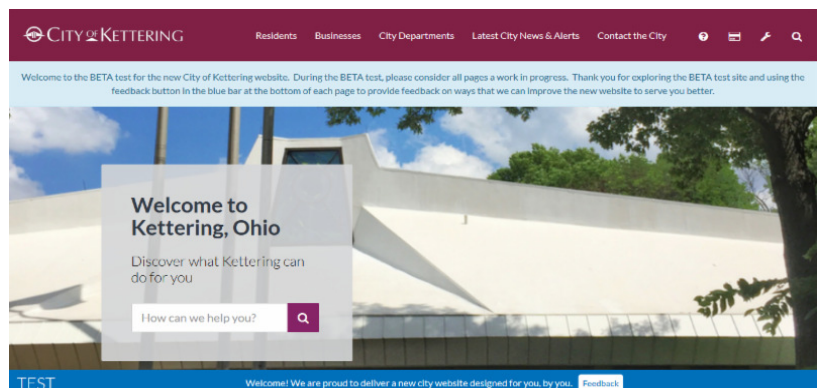 CITY OF KETTERING
Residents Businesses City Departments Latest City News & Alerts Contact the City
Welcome to the BETA test for the new City of Kettering website. During the BETA test, please consider all pages a work in progress. Thank you for exploring the BETA test site and using the
feedback button in the blue bar at the bottom of each page to provide feedback on ways that we can improve the new website to serve you better.
Welcome to
Kettering, Ohio
Discover what Kettering can
do for you
How can we help you?
TEST
Welcome! We are proud to deliver a new city website designed for you, by you. Feedback